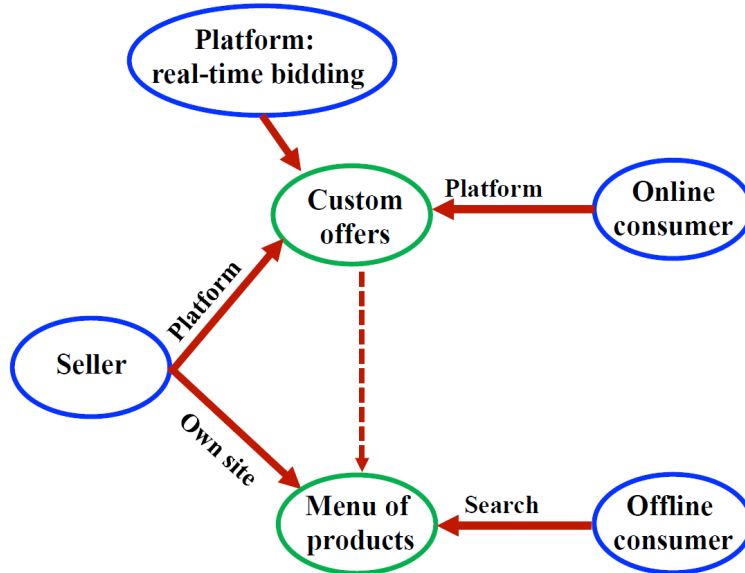 Platform:
real-time bidding
Custom
offers
Platform
Online
consumer
Platform
Seller
Own site
Menu of
products
Search
Offline
consumer